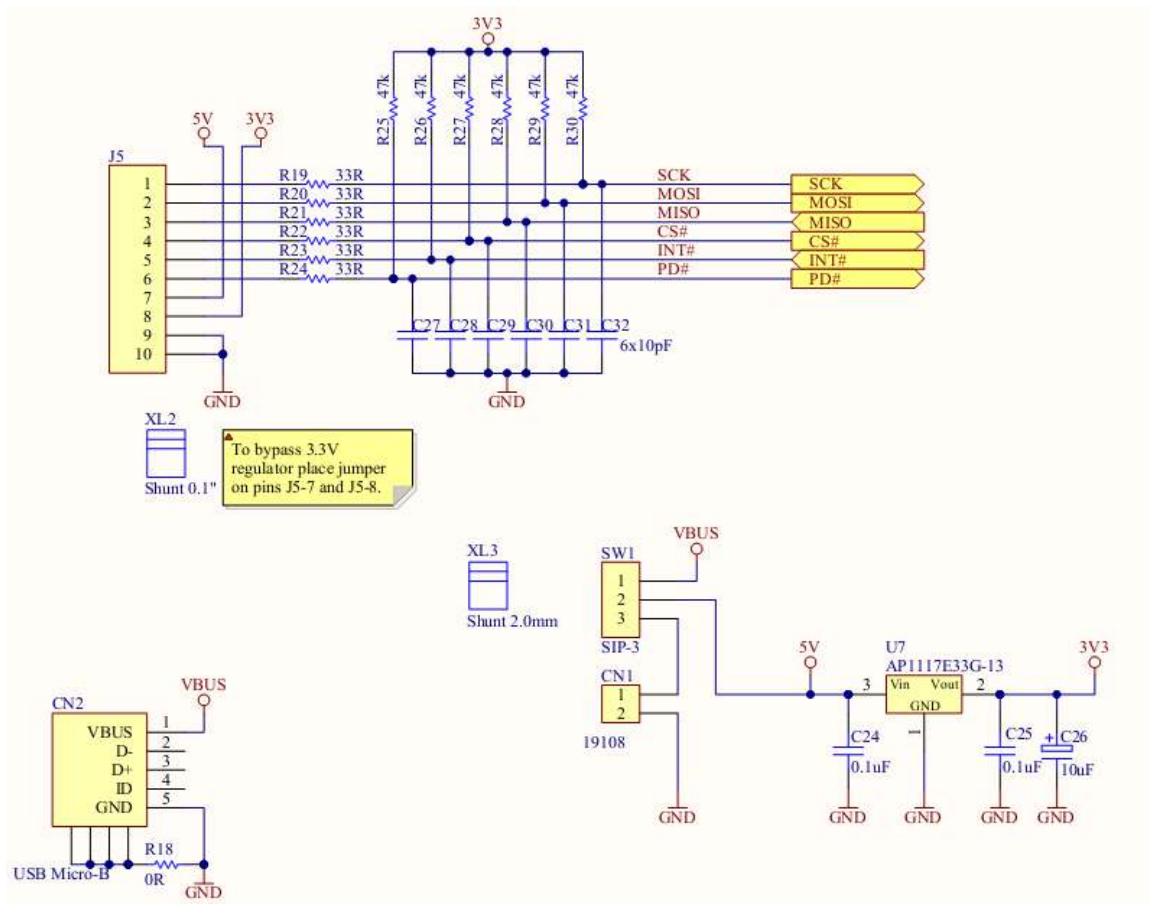 3V3
47k 47k 47k 47k 47k 47k
R25 R26 R27 R28 R29 R30
5V 3V3
J5
1 R19 33R SCK SCK
2 R20 33R MOSI MOSI
3 R21 33R MISO MISO
4 R22 33R CS# CS#
5 R23 33R INT# INT#
6 R24 33R PD# PD#
7
8
9
10
C27 C28 C29 C30 C31 C32
6x10pF
GND GND
XL2
Shunt 0.1"
To bypass 3.3V
regulator place jumper
on pins J5-7 and J5-8.
XL3
Shunt 2.0mm
VBUS
SW1
1
2
3
SIP-3
CN1
1
2
19108
GND
5V
U7
AP1117E33G-13
3 Vin Vout 2
GND
1
3V3
C24
0.1uF
C25
0.1uF
+ C26
10uF
GND GND GND GND
VBUS
CN2
VBUS 1
D- 2
D+ 3
ID 4
GND 5
R18
0R
USB Micro-B
GND